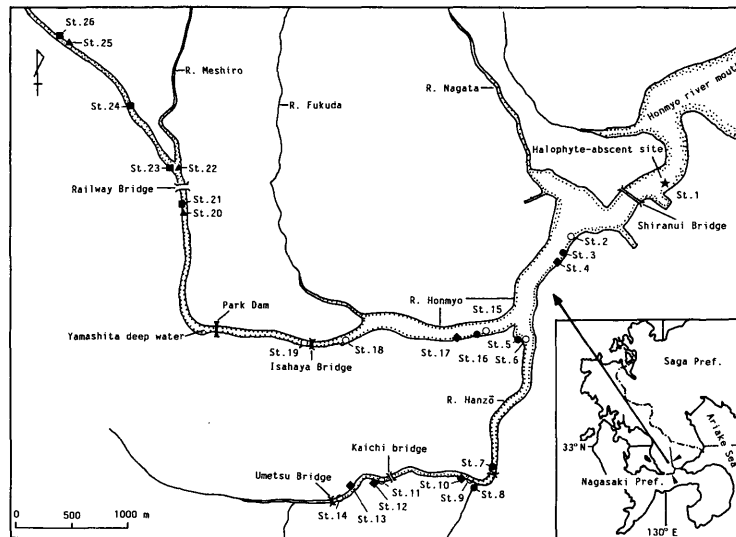 St.26
St.25
R. Meshiro
St.24
R. Fukuda
R. Nagata
Honmyo river mout
Halophyte-abscent site
St.23
St.22
Railway Bridge
St.1
St.21
St.20
Shiranui Bridge
St.2
St.3
St.4
Park Dam
R. Honmyo
St.15
Yamashita deep water
St.19
St.18
St.17
St.16
St.5
St.6
Isahaya Bridge
Saga Pref.
R. Hanzō
Ariake Sea
33°N
Kaichi bridge
St.7
Umetsu Bridge
St.10
St.11
St.9
St.8
St.12
St.14
St.13
Nagasaki Pref.
0 500 1000 m
130°E